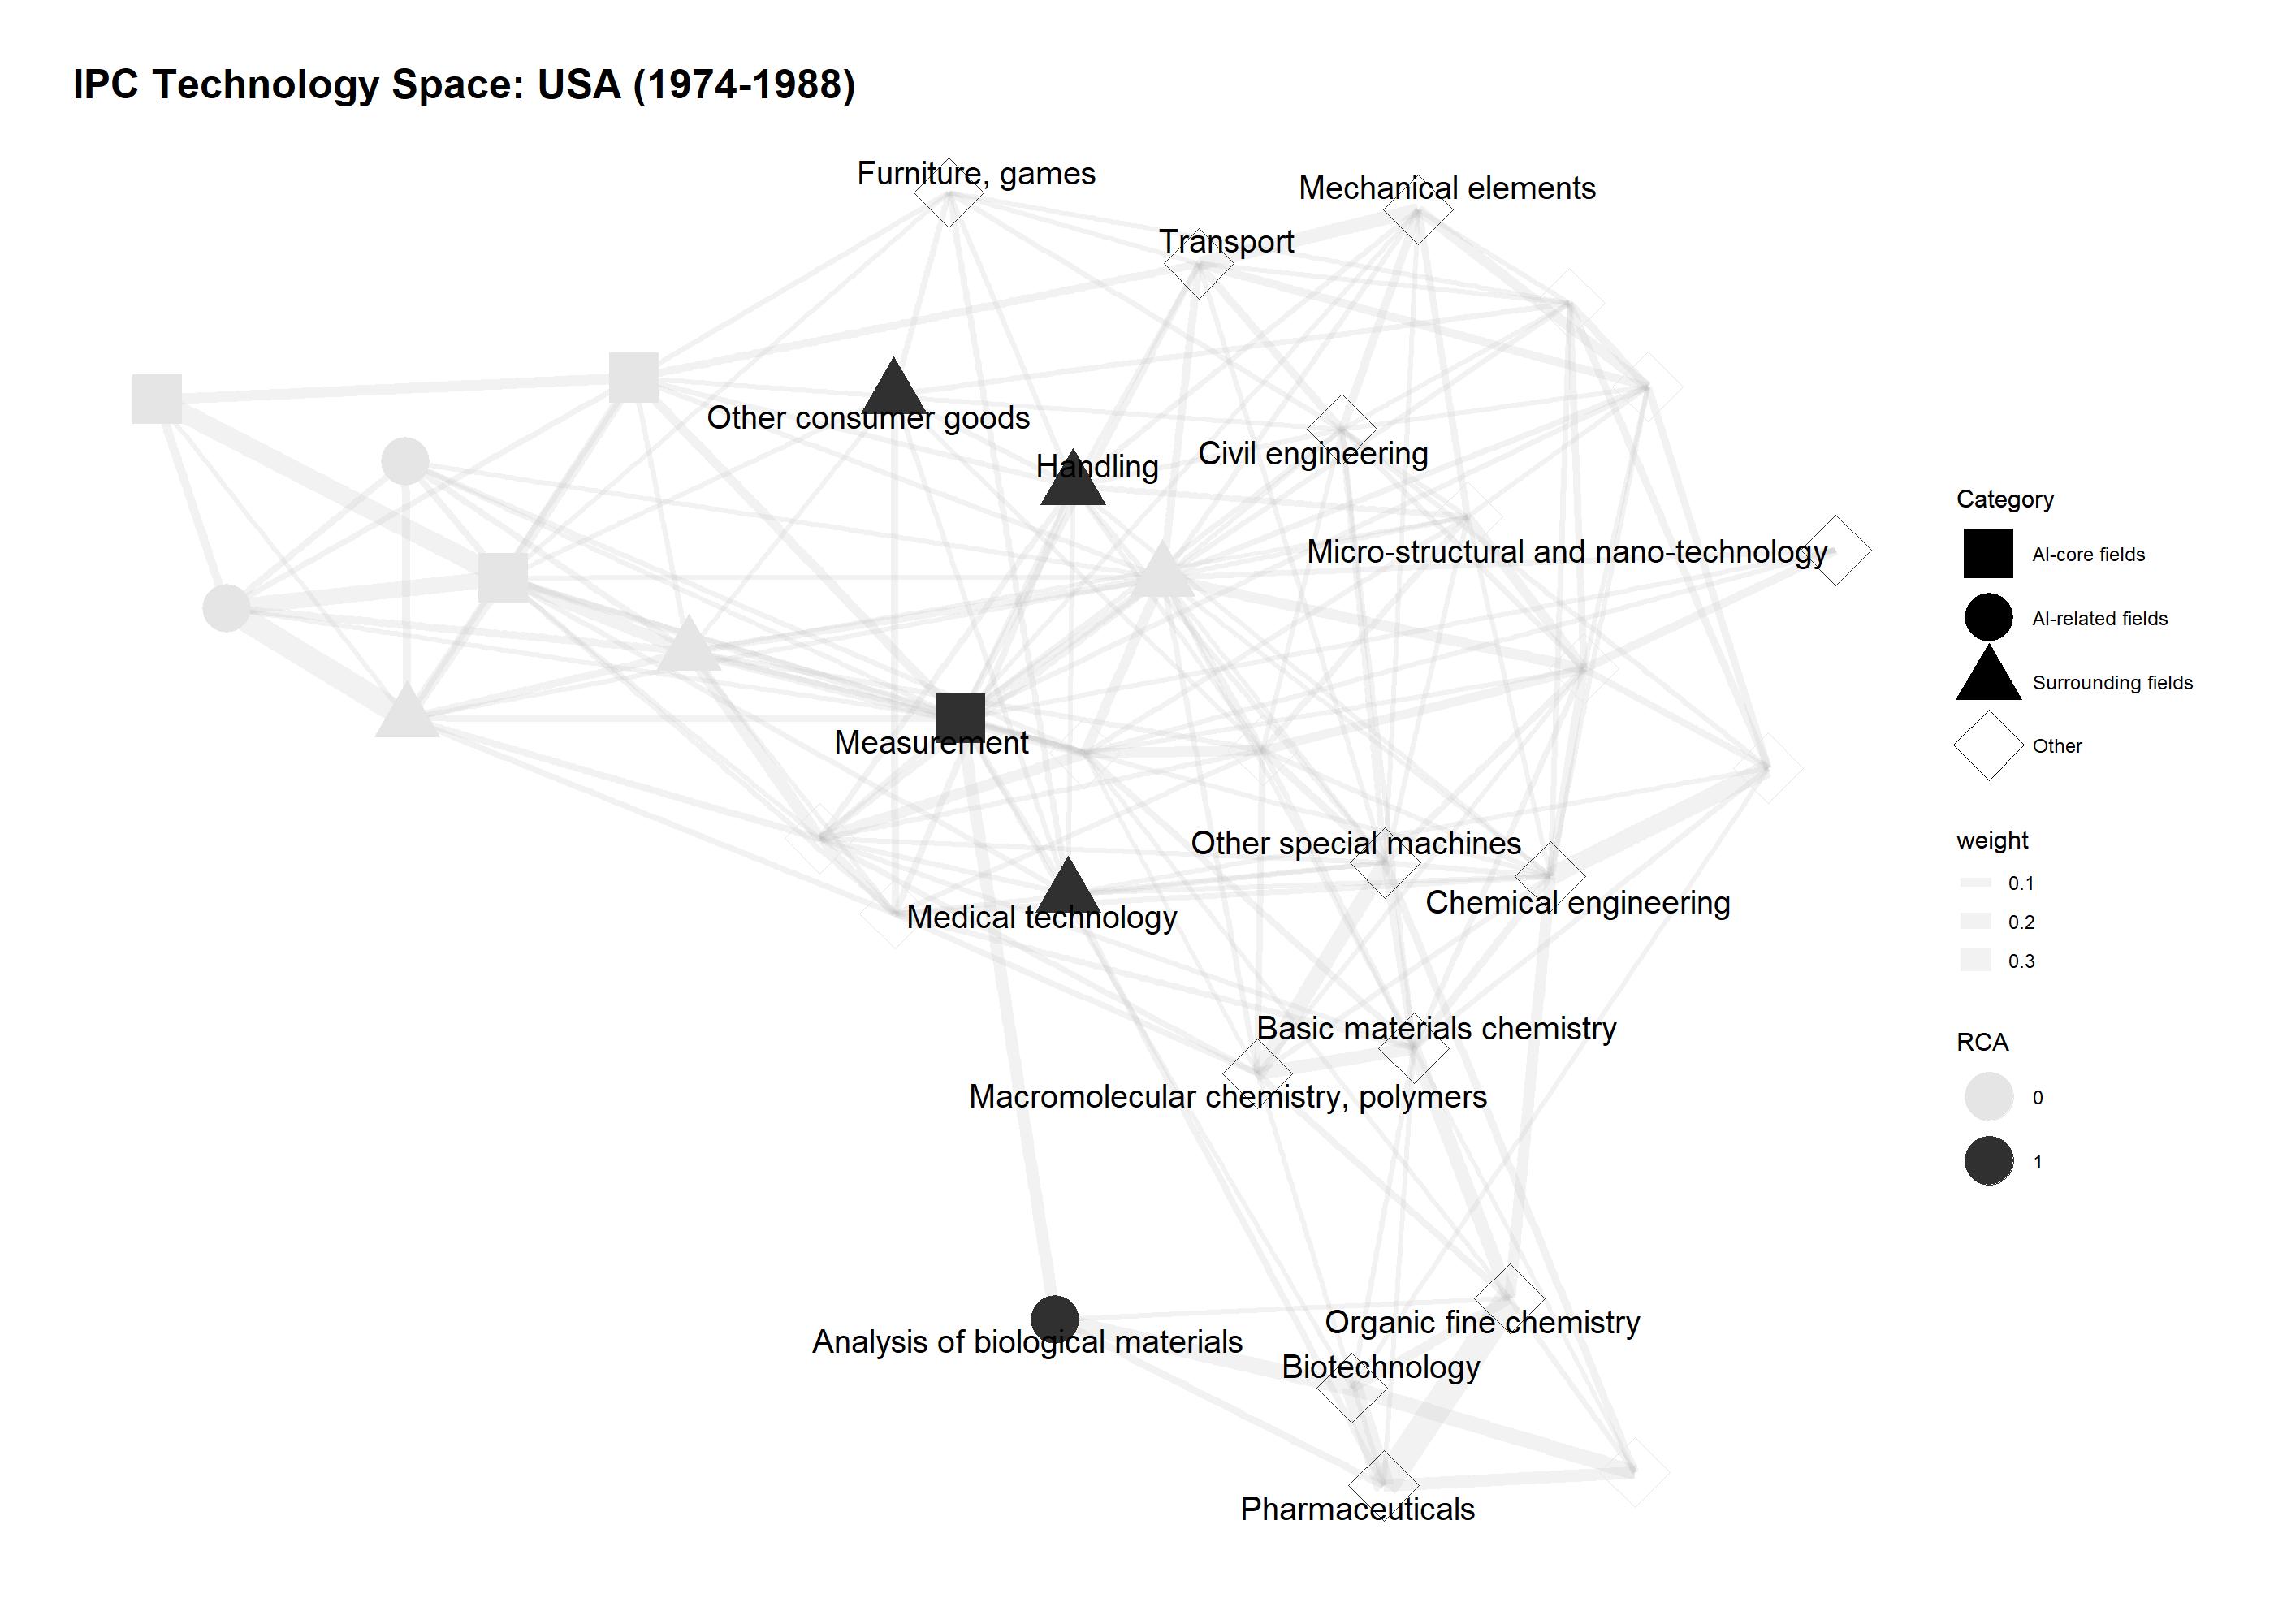 IPC Technology Space: USA (1974-1988)
Furniture, games
Mechanical elements
Transport
Other consumer goods
Handling
Civil engineering
Micro-structural and nano-technology
Measurement
Other special machines
Chemical engineering
Medical technology
Basic materials chemistry
Macromolecular chemistry, polymers
Organic fine chemistry
Analysis of biological materials
Biotechnology
Pharmaceuticals
Category
AI-core fields
AI-related fields
Surrounding fields
Other
weight
0.1
0.2
0.3
RCA
0
1